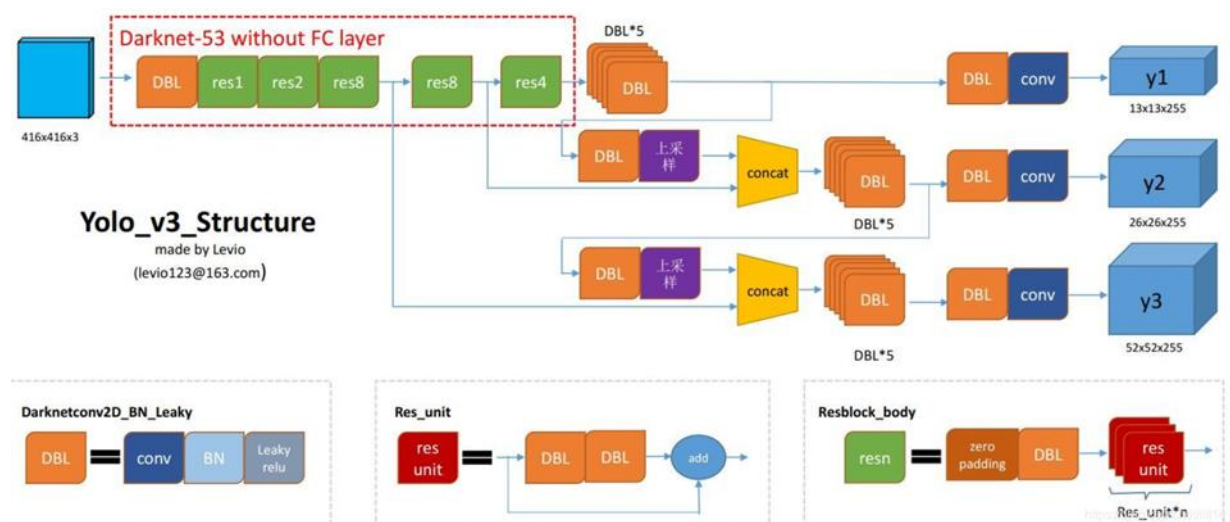 Darknet-53 without FC layer
DBL*5
DBL
res1
res2
res8
res8
res4
DBL
DBL
conv
y1
416x416x3
13x13x255
DBL
上采
样
concat
DBL
DBL
conv
y2
DBL*5
26x26x255
Yolo_v3_Structure
made by Levio
(levio123@163.com)
DBL
上采
样
concat
DBL
DBL
conv
y3
DBL*5
52x52x255
Darknetconv2D_BN_Leaky
DBL
conv
BN
Leaky
relu
Res_unit
res
unit
DBL
DBL
add
Resblock_body
resn
zero
padding
DBL
res
unit
Res_unit*n